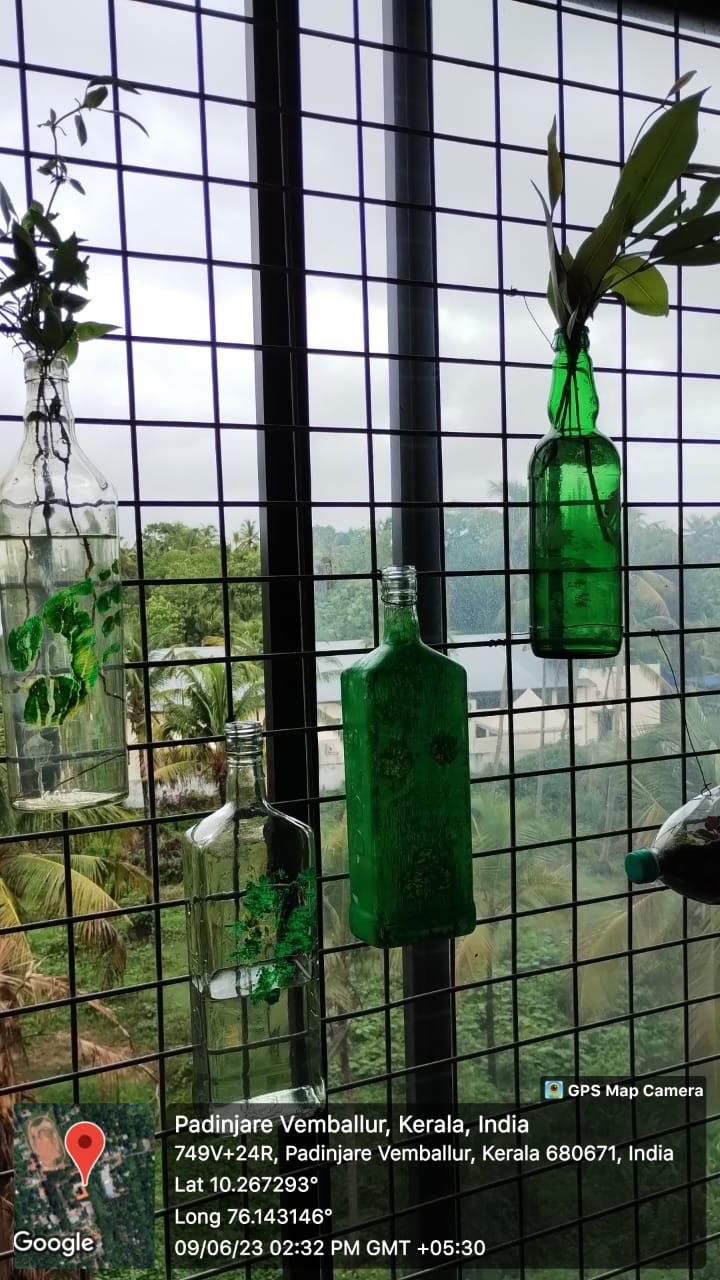 GPS Map Camera
Padinjare Vemballur, Kerala, India
749V+24R, Padinjare Vemballur, Kerala 680671, India
Lat 10.267293°
Long 76.143146°
09/06/23 02:32 PM GMT +05:30
Google